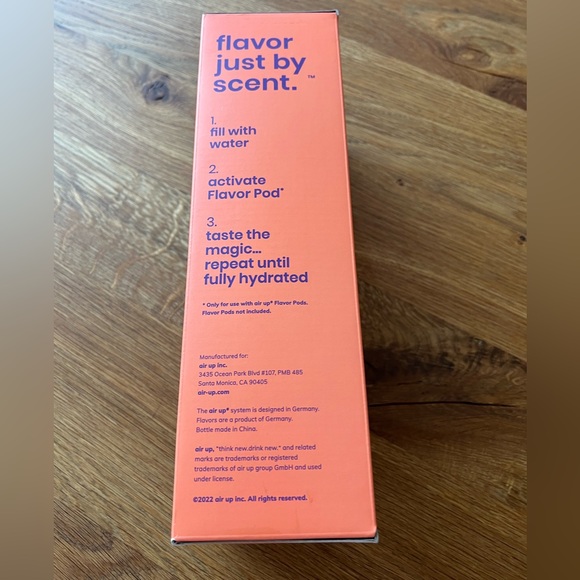 flavor
just by
scent.™
1.
fill with
water
2.
activate
Flavor Pod*
3.
taste the
magic...
repeat until
fully hydrated
* Only for use with air up® Flavor Pods.
Flavor Pods not included.
Manufactured for:
air up inc.
3435 Ocean Park Blvd #107, PMB 485
Santa Monica, CA 90405
air-up.com
The air up® system is designed in Germany.
Flavors are a product of Germany.
Bottle made in China.
air up, "think new.drink new." and related
marks are trademarks or registered
trademarks of air up group GmbH and used
under license.
©2022 air up inc. All rights reserved.